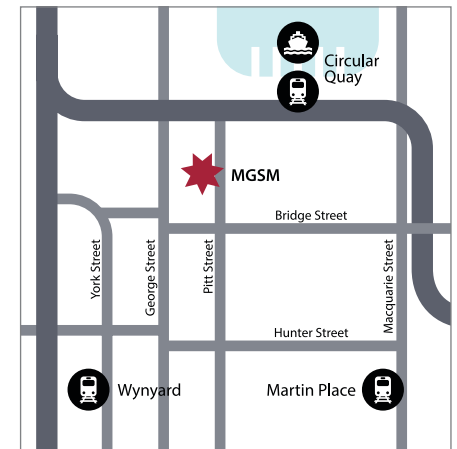 Circular
Quay
MGSM
Bridge Street
York Street
George Street
Pitt Street
Macquarie Street
Hunter Street
Wynyard
Martin Place